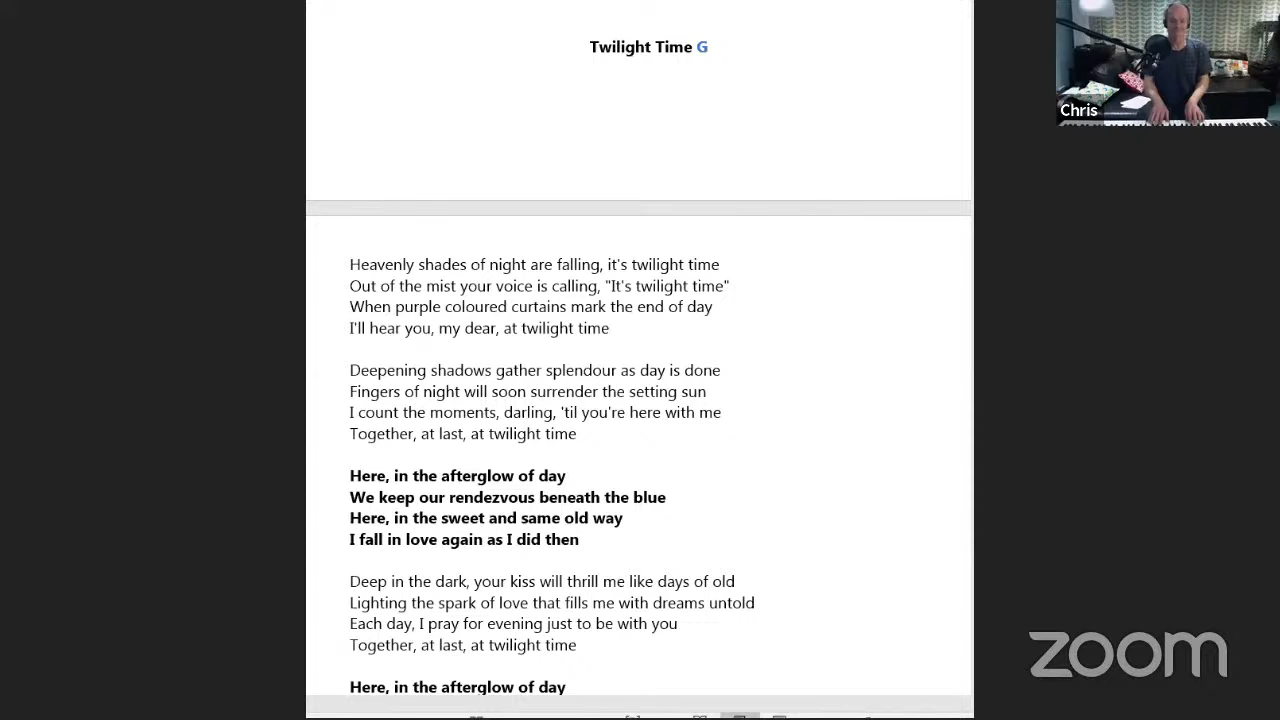 Twilight Time G
Chris
Heavenly shades of night are falling, it's twilight time
Out of the mist your voice is calling, "It's twilight time"
When purple coloured curtains mark the end of day
I'll hear you, my dear, at twilight time
Deepening shadows gather splendour as day is done
Fingers of night will soon surrender the setting sun
I count the moments, darling, 'til you're here with me
Together, at last, at twilight time
Here, in the afterglow of day
We keep our rendezvous beneath the blue
Here, in the sweet and same old way
I fall in love again as I did then
Deep in the dark, your kiss will thrill me like days of old
Lighting the spark of love that fills me with dreams untold
Each day, I pray for evening just to be with you
Together, at last, at twilight time
Here, in the afterglow of day
zoom